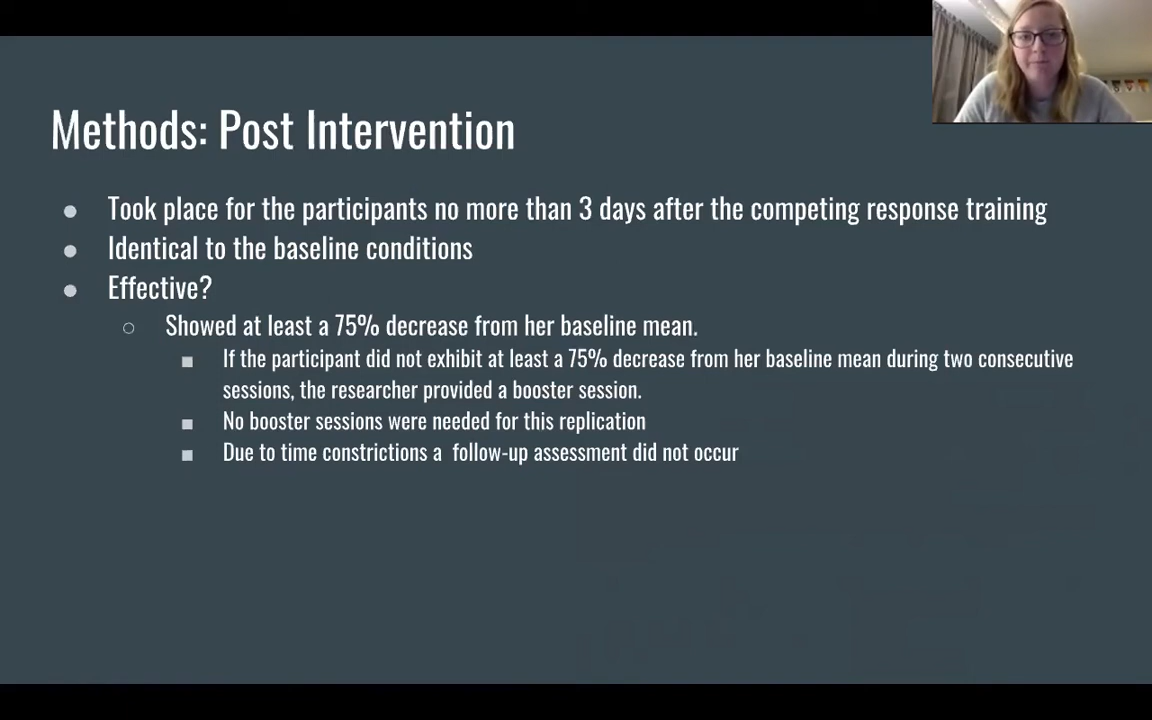 Methods: Post Intervention
● Took place for the participants no more than 3 days after the competing response training
● Identical to the baseline conditions
● Effective?
○ Showed at least a 75% decrease from her baseline mean.
■ If the participant did not exhibit at least a 75% decrease from her baseline mean during two consecutive
sessions, the researcher provided a booster session.
■ No booster sessions were needed for this replication
■ Due to time constrictions a  follow-up assessment did not occur